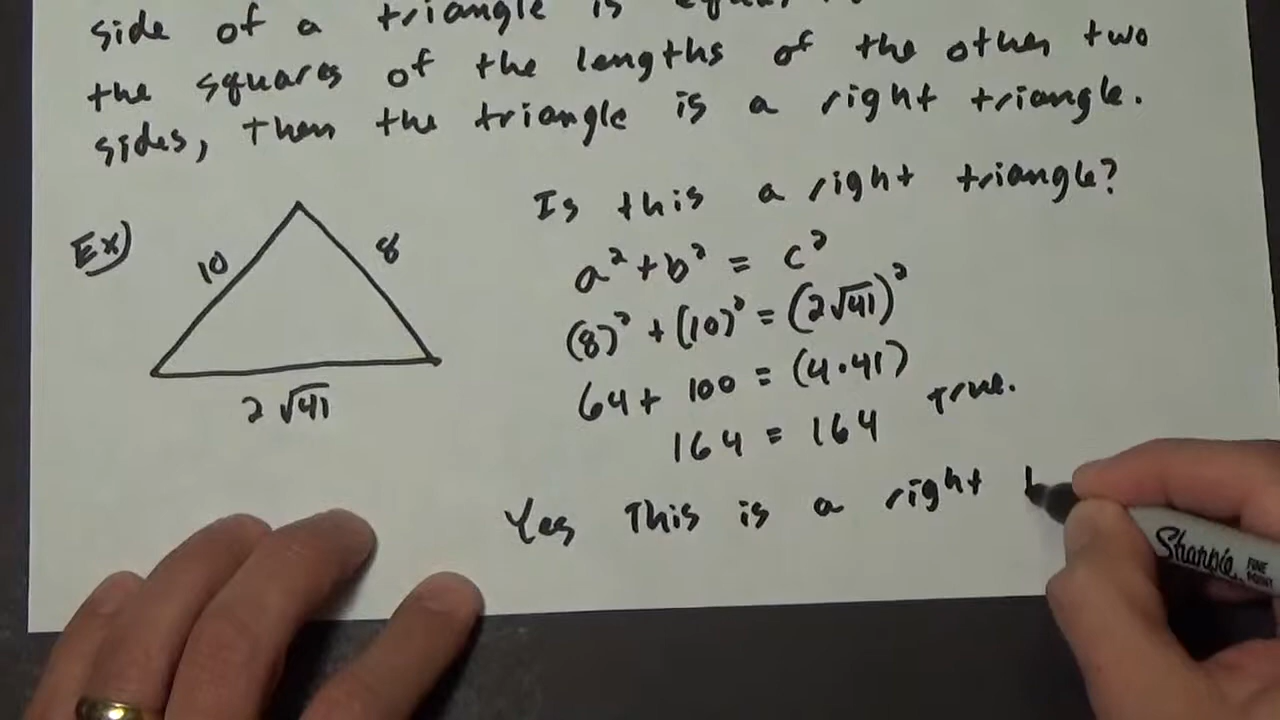 side of a triangle is
the squares of the lengths of the other two
sides, then the triangle is a right triangle.
Is this a right triangle?
Ex)
10
8
2√41
a² + b² = c²
(8)² + (10)² = (2√41)²
64 + 100 = (4·41)
164 = 164 true.
Yes This is a right
Sharpie
FINE POINT